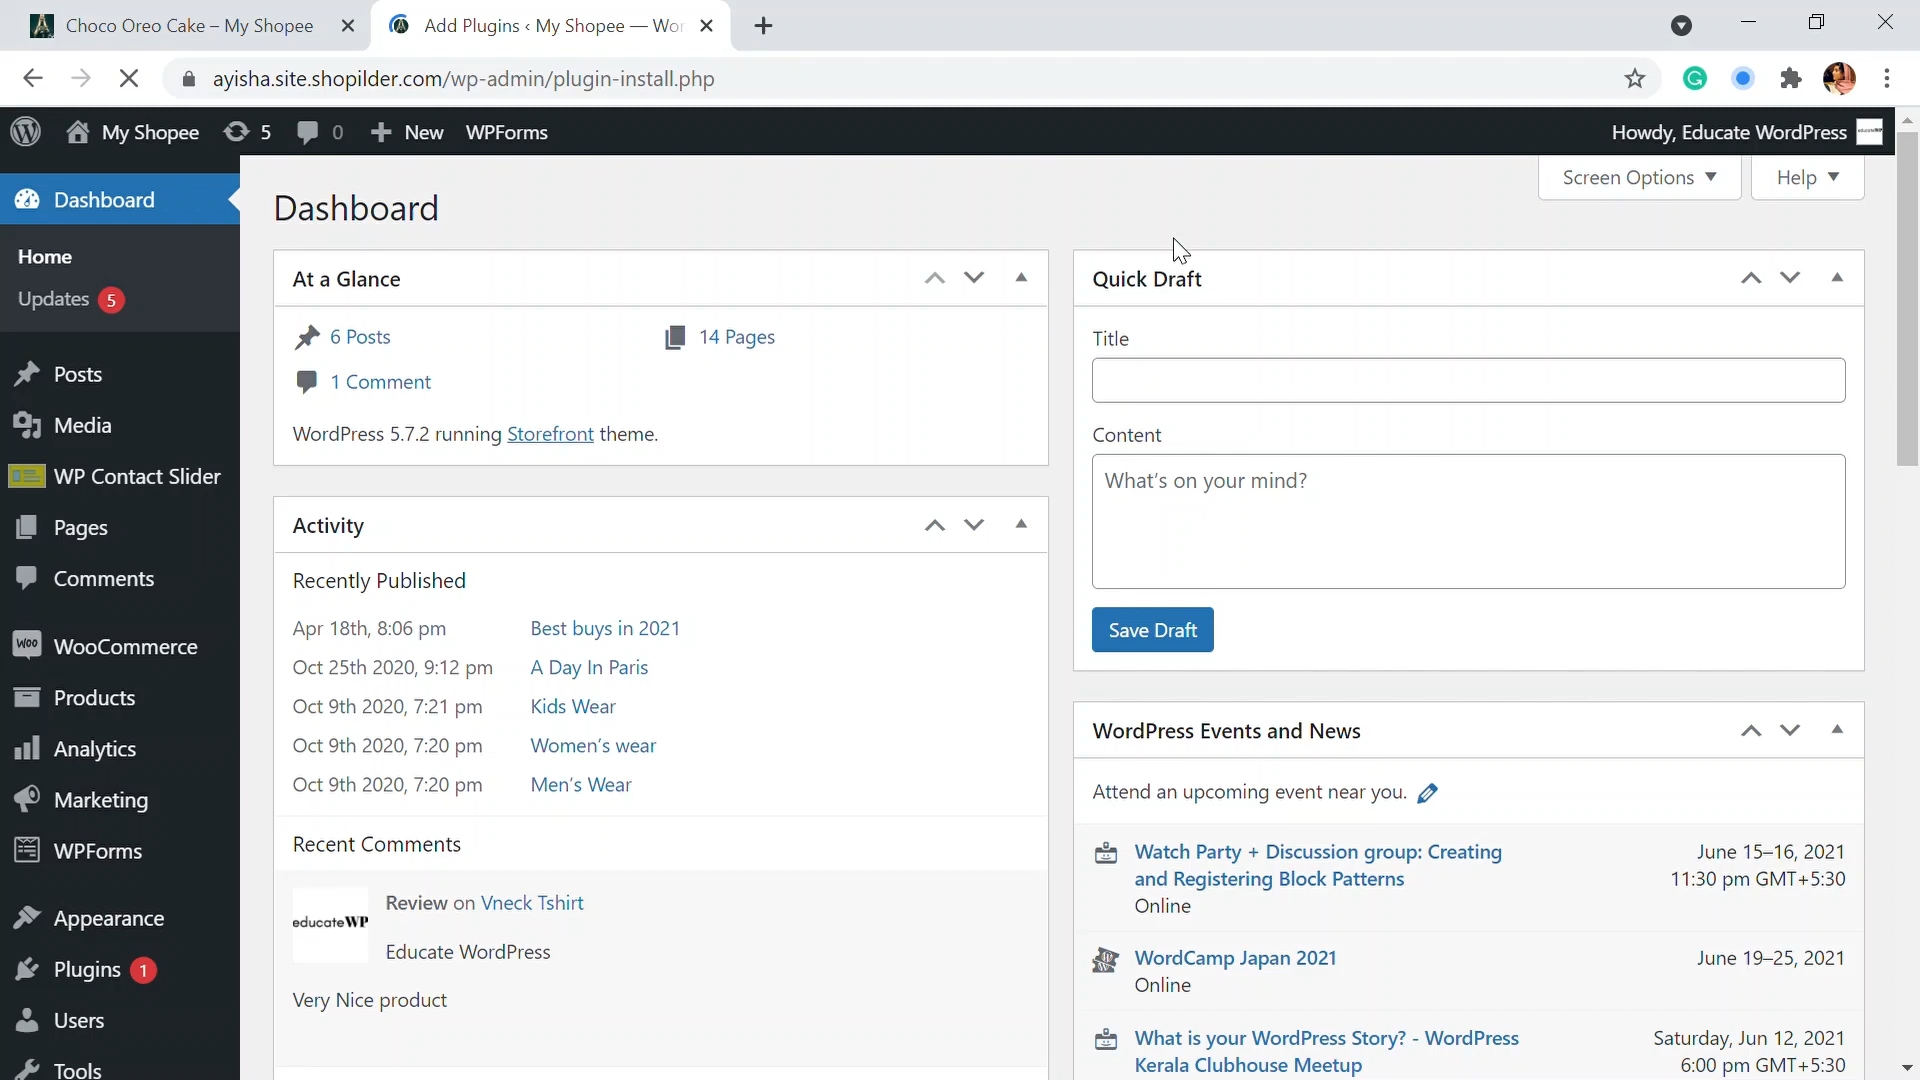 Choco Oreo Cake – My Shopee
Add Plugins ‹ My Shopee — Wor
ayisha.site.shopilder.com/wp-admin/plugin-install.php
My Shopee 5 0 New WPForms
Howdy, Educate WordPress
Screen Options
Help
Dashboard
Home
Updates 5
Posts
Media
WP Contact Slider
Pages
Comments
WooCommerce
Products
Analytics
Marketing
WPForms
Appearance
Plugins 1
Users
Tools
Dashboard
At a Glance
6 Posts
14 Pages
1 Comment
WordPress 5.7.2 running Storefront theme.
Activity
Recently Published
Apr 18th, 8:06 pm Best buys in 2021
Oct 25th 2020, 9:12 pm A Day In Paris
Oct 9th 2020, 7:21 pm Kids Wear
Oct 9th 2020, 7:20 pm Women's wear
Oct 9th 2020, 7:20 pm Men's Wear
Recent Comments
educateWP
Review on Vneck Tshirt
Educate WordPress
Very Nice product
Quick Draft
Title
Content
What's on your mind?
Save Draft
WordPress Events and News
Attend an upcoming event near you.
Watch Party + Discussion group: Creating
and Registering Block Patterns
Online
June 15–16, 2021
11:30 pm GMT+5:30
WordCamp Japan 2021
Online
June 19–25, 2021
What is your WordPress Story? - WordPress
Kerala Clubhouse Meetup
Saturday, Jun 12, 2021
6:00 pm GMT+5:30